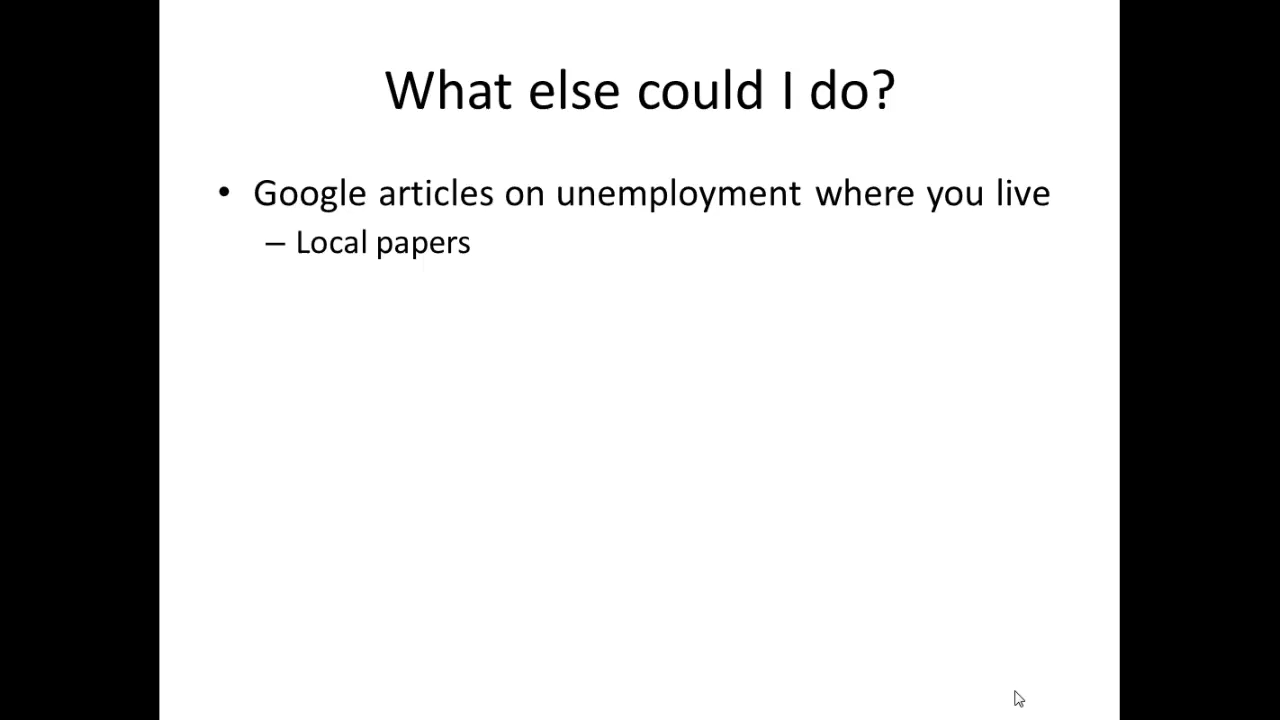 What else could I do?
• Google articles on unemployment where you live
– Local papers